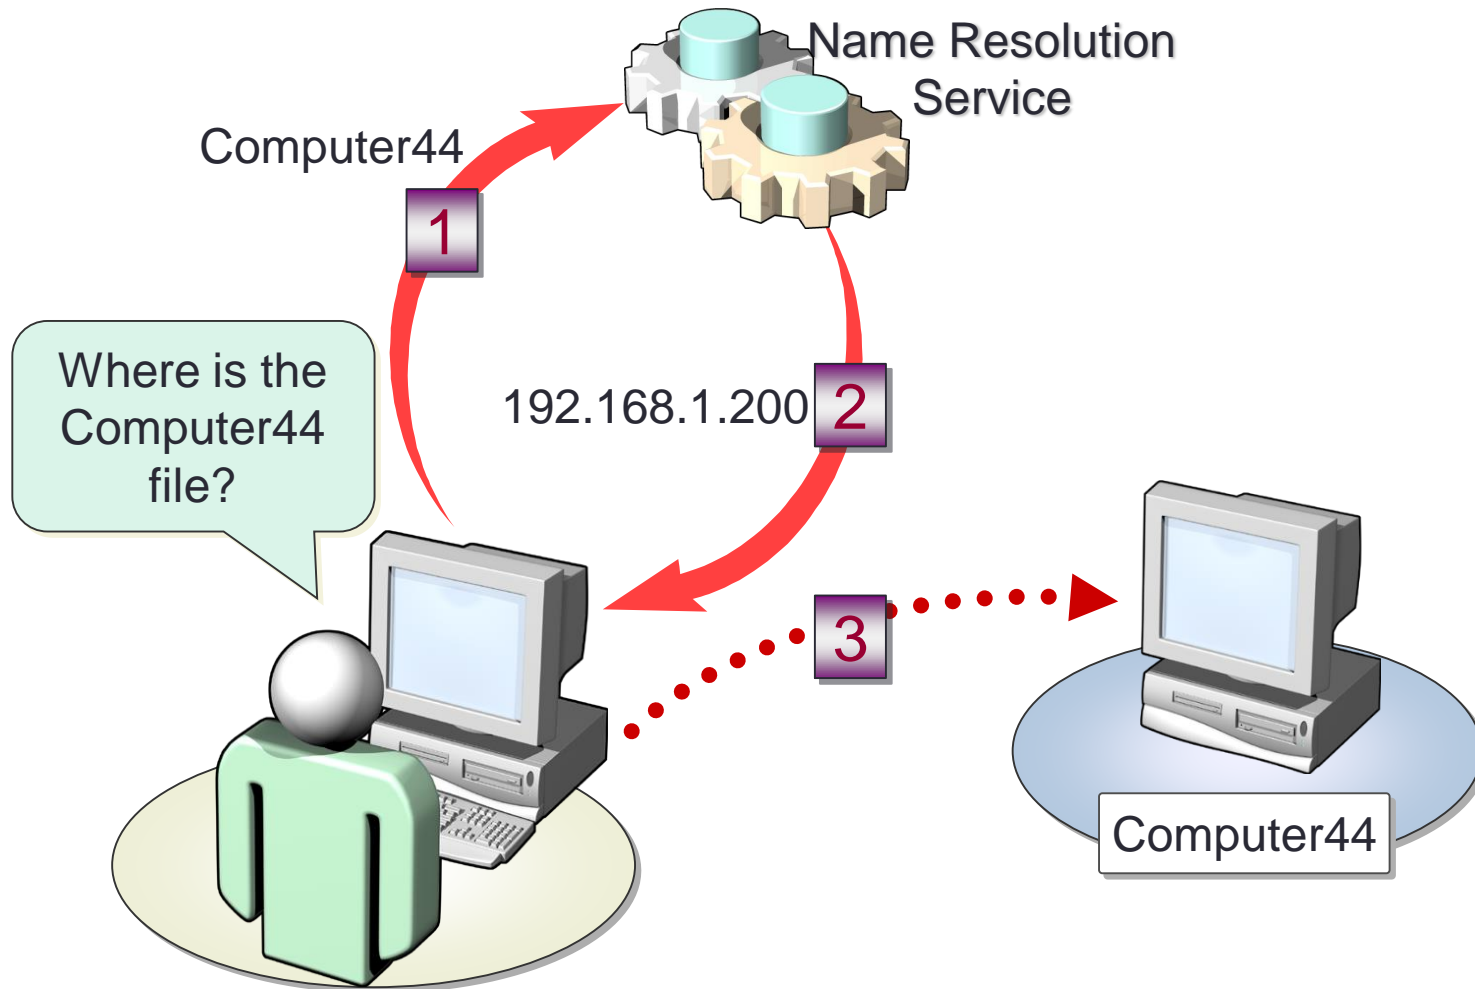 Name Resolution
Service
Computer44
1
Where is the
Computer44
file?
192.168.1.200
2
3
Computer44